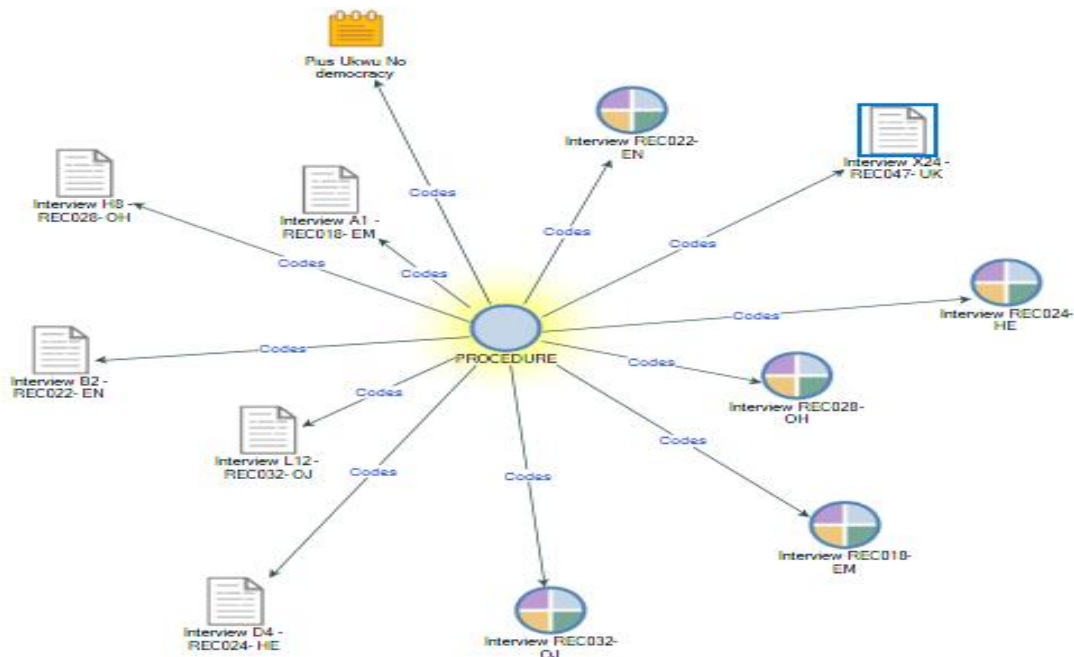 Pius Ukwu No
democracy
Interview REC022-
EN
Interview X24 -
REC047- UK
Interview H8 -
REC028- OH
Interview A1 -
REC018- EM
Codes
Codes
Codes
Codes
Codes
Interview REC024-
HE
Codes
PROCEDURE
Codes
Codes
Codes
Interview B2 -
REC022- EN
Interview REC028-
OH
Interview L12 -
REC032- OJ
Codes
Codes
Codes
Interview REC018-
EM
Interview D4 -
REC024- HE
Interview REC032-
OJ